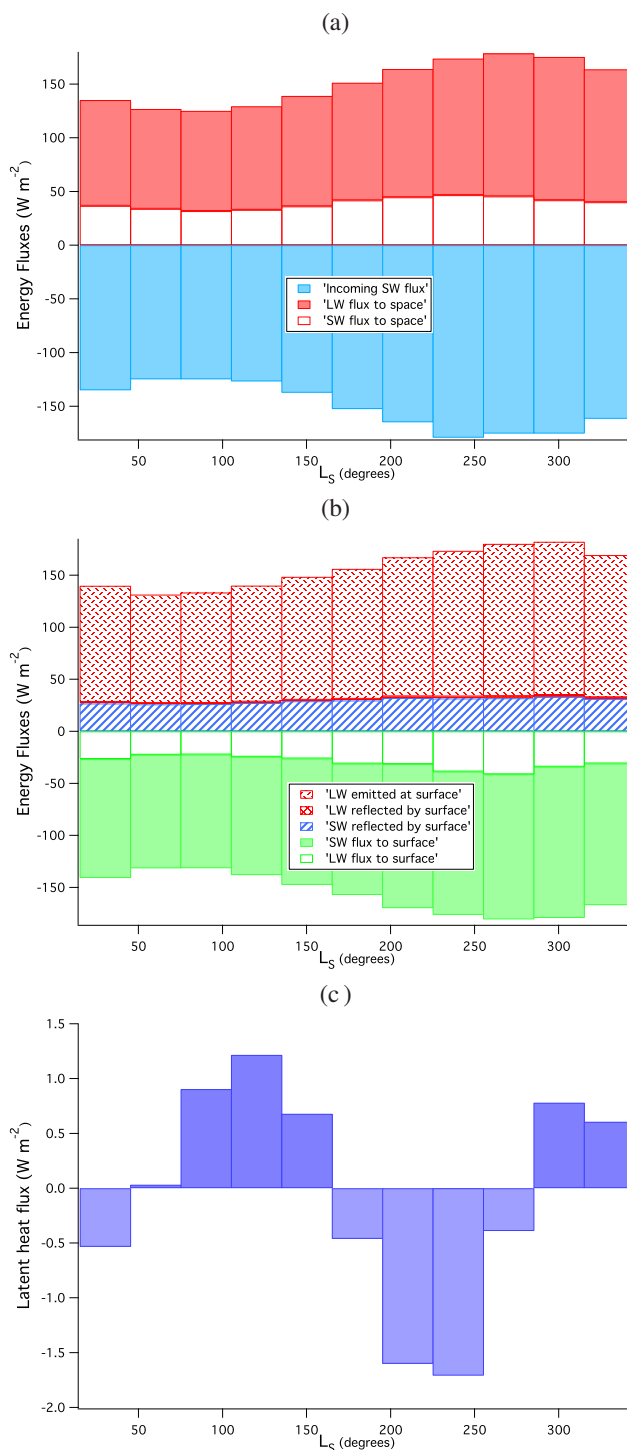 (a)
150
100
50
0
-50
-100
-150
Energy Fluxes (W m-2)
'Incoming SW flux'
'LW flux to space'
'SW flux to space'
50 100 150 200 250 300
LS (degrees)
(b)
150
100
50
0
-50
-100
-150
Energy Fluxes (W m-2)
'LW emitted at surface'
'LW reflected by surface'
'SW reflected by surface'
'SW flux to surface'
'LW flux to surface'
50 100 150 200 250 300
LS (degrees)
(c )
1.5
1.0
0.5
0.0
-0.5
-1.0
-1.5
-2.0
Latent heat flux (W m-2)
50 100 150 200 250 300
LS (degrees)